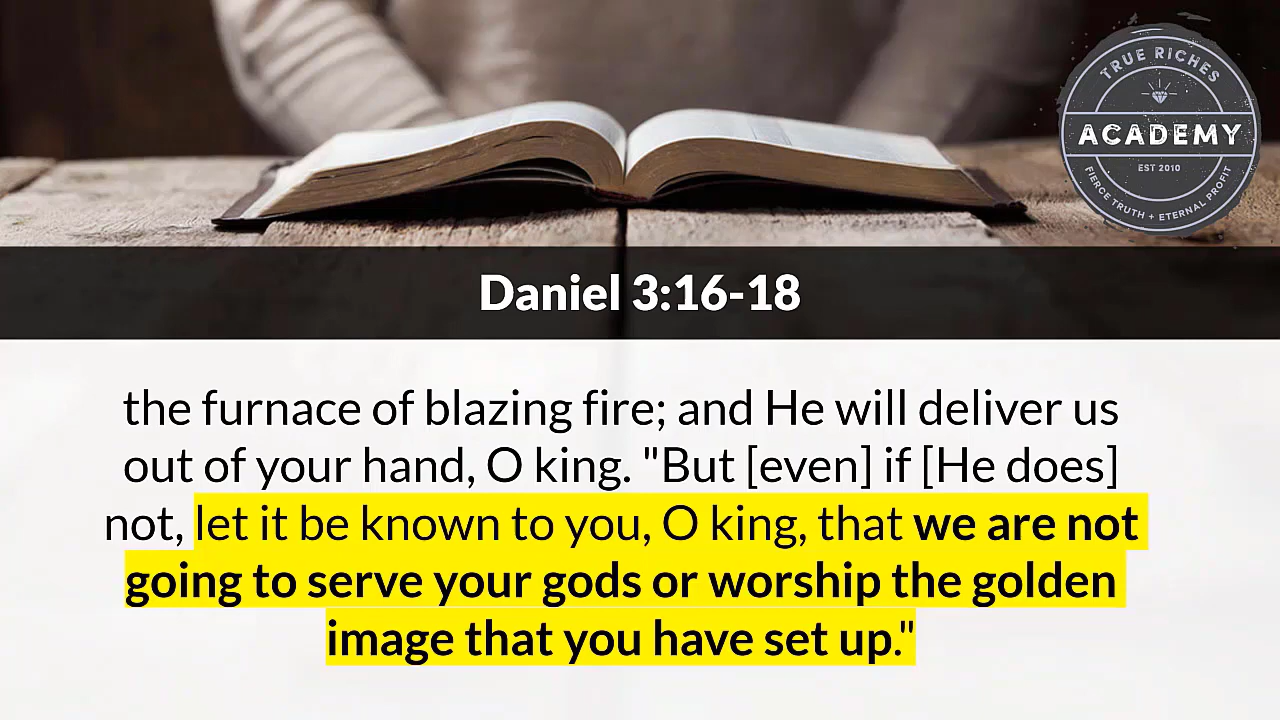 TRUE RICHES
ACADEMY
EST 2010
FIERCE TRUTH + ETERNAL PROFIT
Daniel 3:16-18
the furnace of blazing fire; and He will deliver us
out of your hand, O king. "But [even] if [He does]
not, let it be known to you, O king, that we are not
going to serve your gods or worship the golden
image that you have set up."